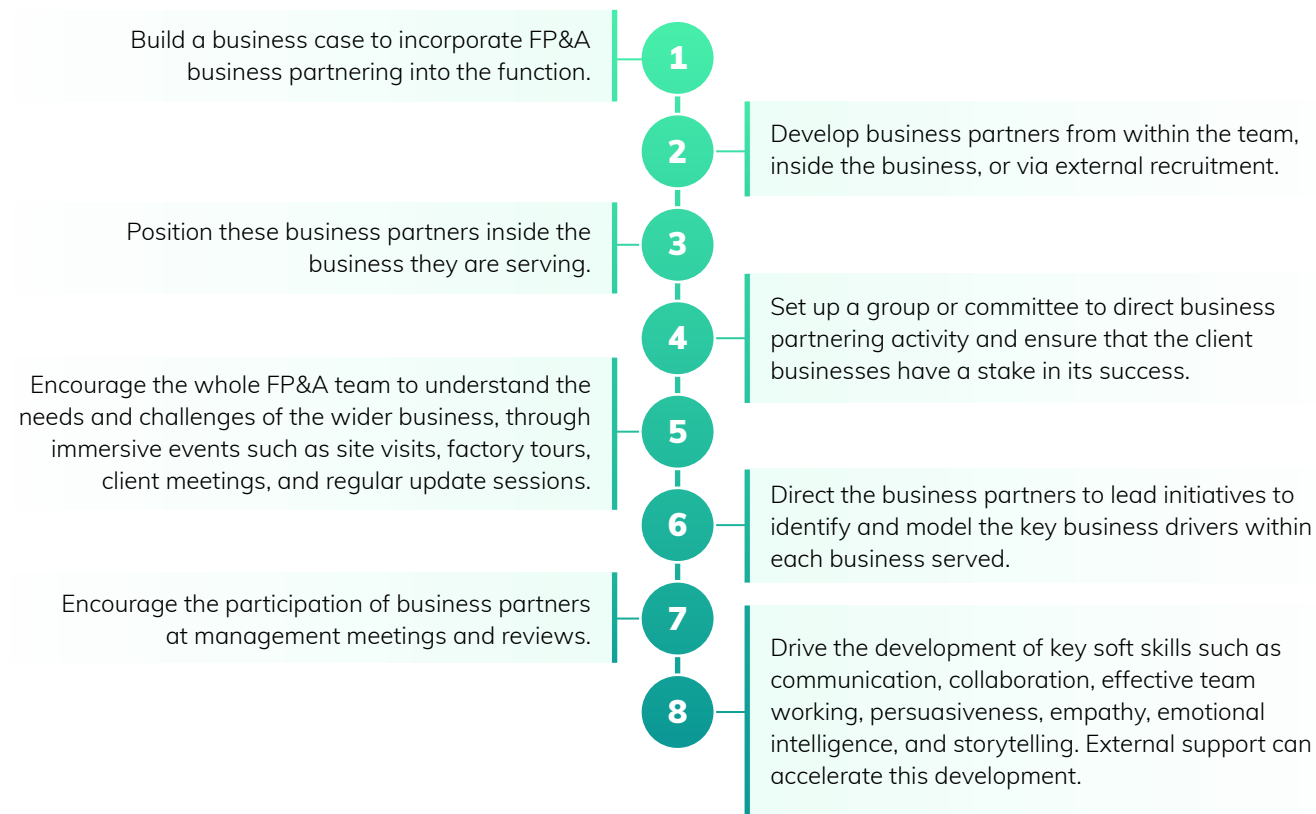 1
Build a business case to incorporate FP&A
business partnering into the function.
2
Develop business partners from within the team,
inside the business, or via external recruitment.
3
Position these business partners inside the
business they are serving.
4
Set up a group or committee to direct business
partnering activity and ensure that the client
businesses have a stake in its success.
5
Encourage the whole FP&A team to understand the
needs and challenges of the wider business, through
immersive events such as site visits, factory tours,
client meetings, and regular update sessions.
6
Direct the business partners to lead initiatives to
identify and model the key business drivers within
each business served.
7
Encourage the participation of business partners
at management meetings and reviews.
8
Drive the development of key soft skills such as
communication, collaboration, effective team
working, persuasiveness, empathy, emotional
intelligence, and storytelling. External support can
accelerate this development.